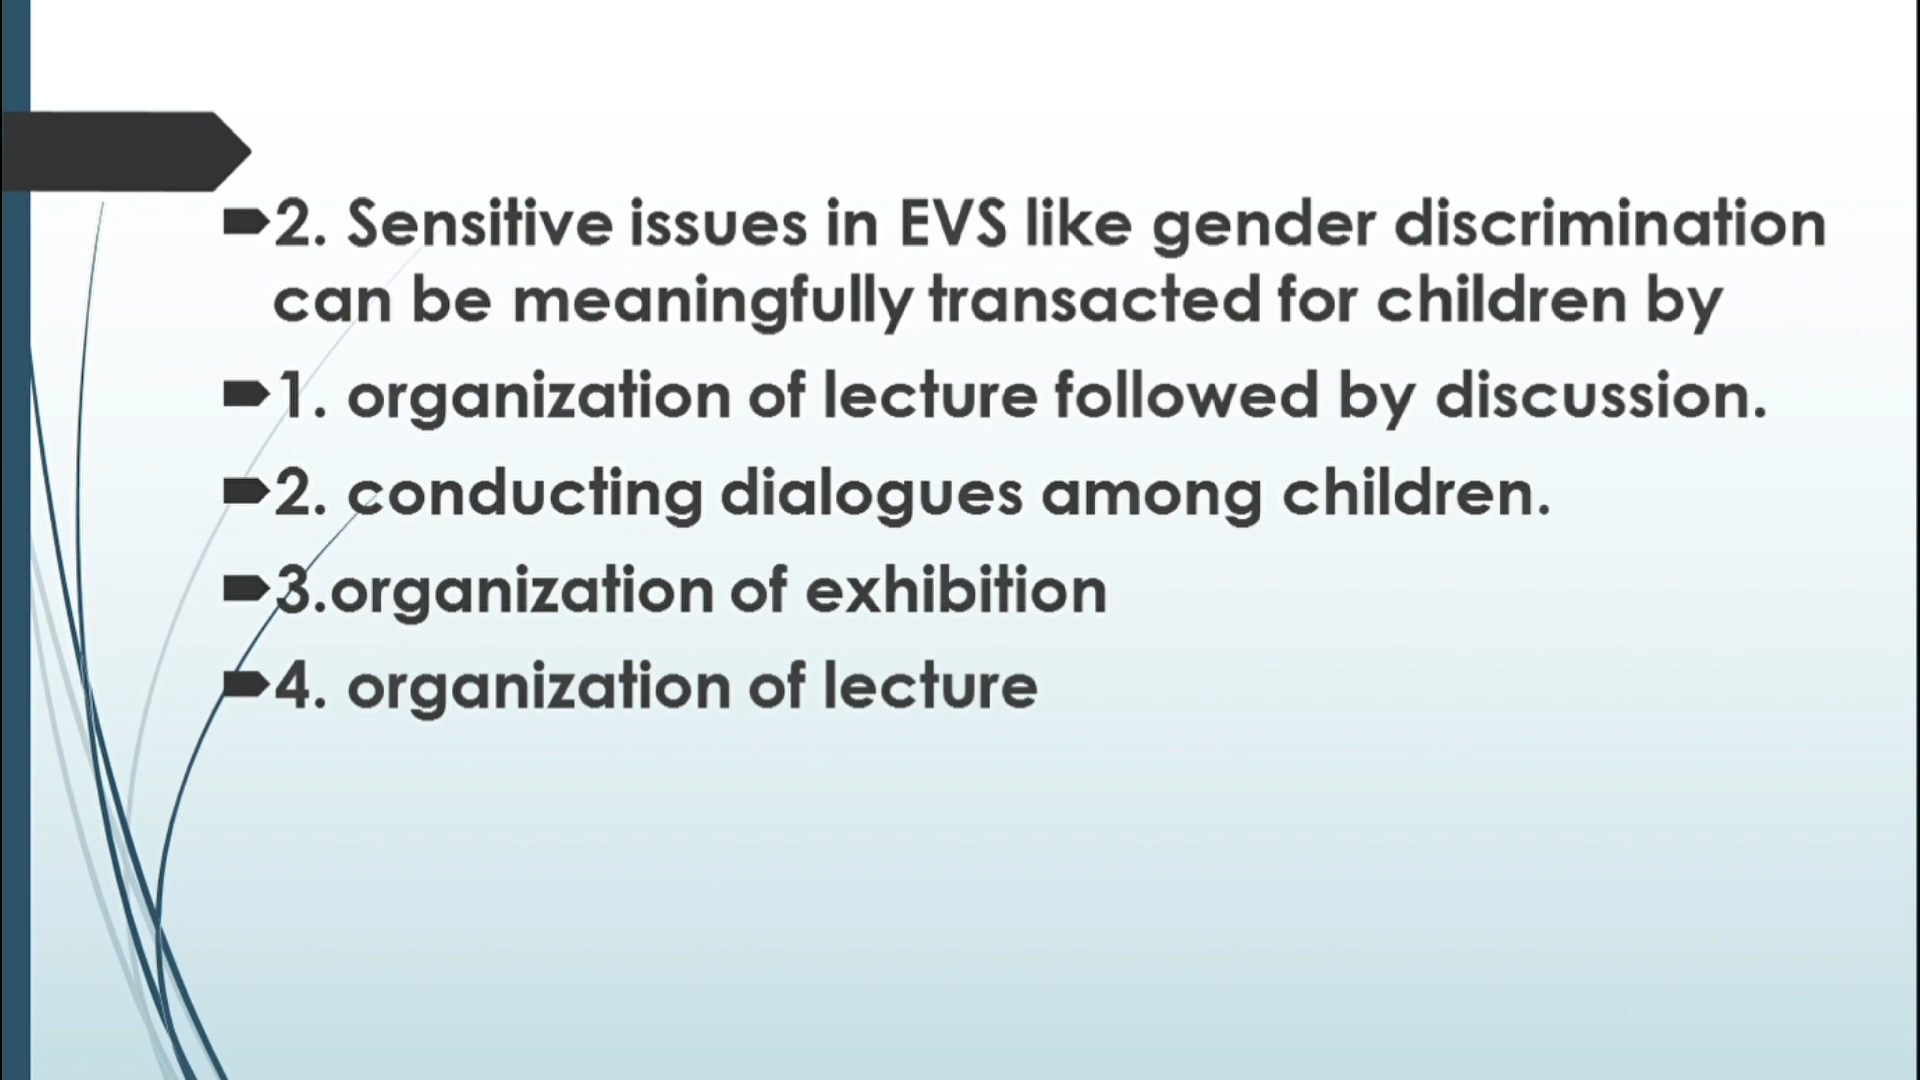 2. Sensitive issues in EVS like gender discrimination
can be meaningfully transacted for children by
1. organization of lecture followed by discussion.
2. conducting dialogues among children.
3.organization of exhibition
4. organization of lecture